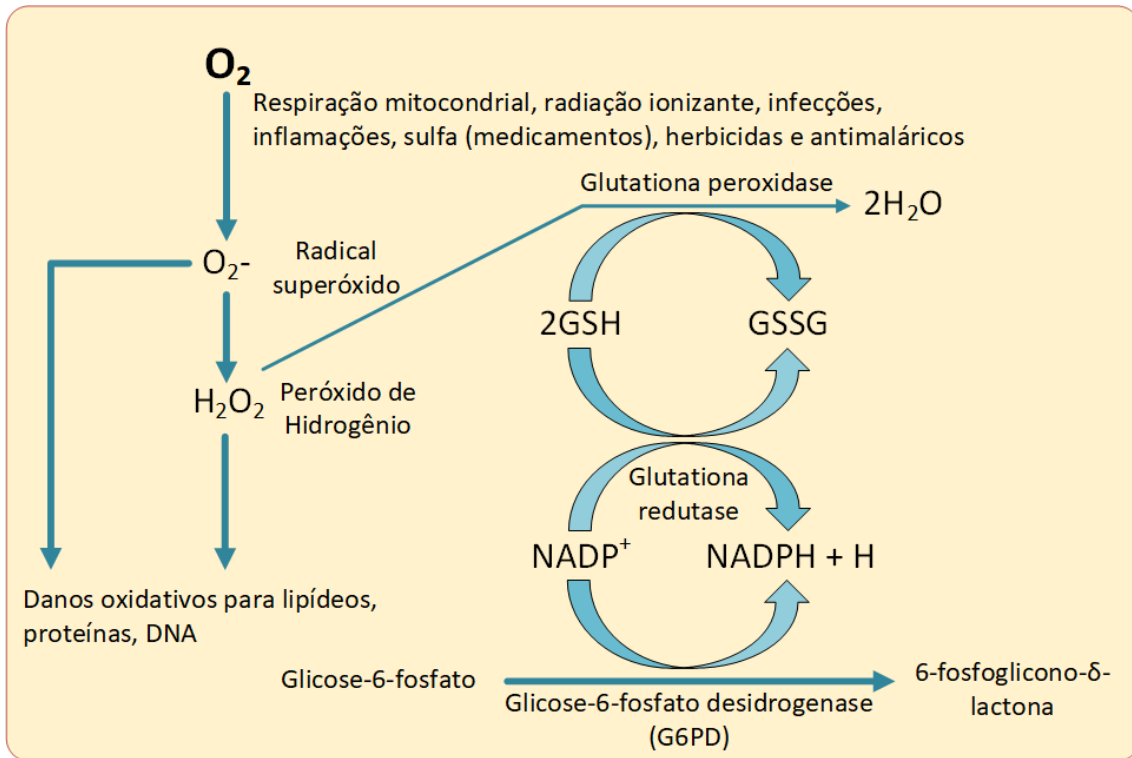 O₂
Respiração mitocondrial, radiação ionizante, infecções,
inflamações, sulfa (medicamentos), herbicidas e antimaláricos
Glutationa peroxidase
2H₂O
O₂-
Radical
superóxido
2GSH
GSSG
H₂O₂
Peróxido de
Hidrogênio
Glutationa
redutase
NADP⁺
NADPH + H
Danos oxidativos para lipídeos,
proteínas, DNA
Glicose-6-fosfato
Glicose-6-fosfato desidrogenase
(G6PD)
6-fosfoglicono-δ-
lactona